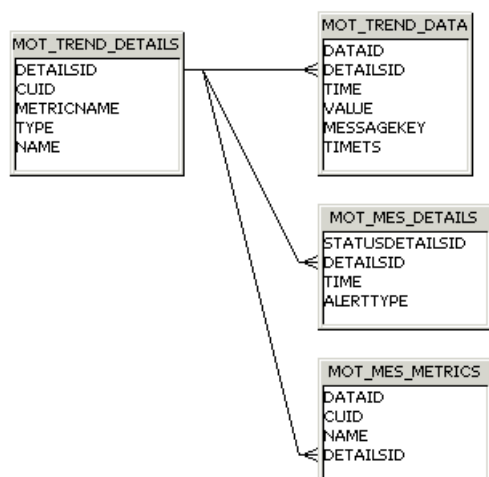 MOT_TREND_DETAILS
DETAILSID
CUID
METRICNAME
TYPE
NAME
MOT_TREND_DATA
DATAID
DETAILSID
TIME
VALUE
MESSAGEKEY
TIMETS
MOT_MES_DETAILS
STATUSDETAILSID
DETAILSID
TIME
ALERTTYPE
MOT_MES_METRICS
DATAID
CUID
NAME
DETAILSID